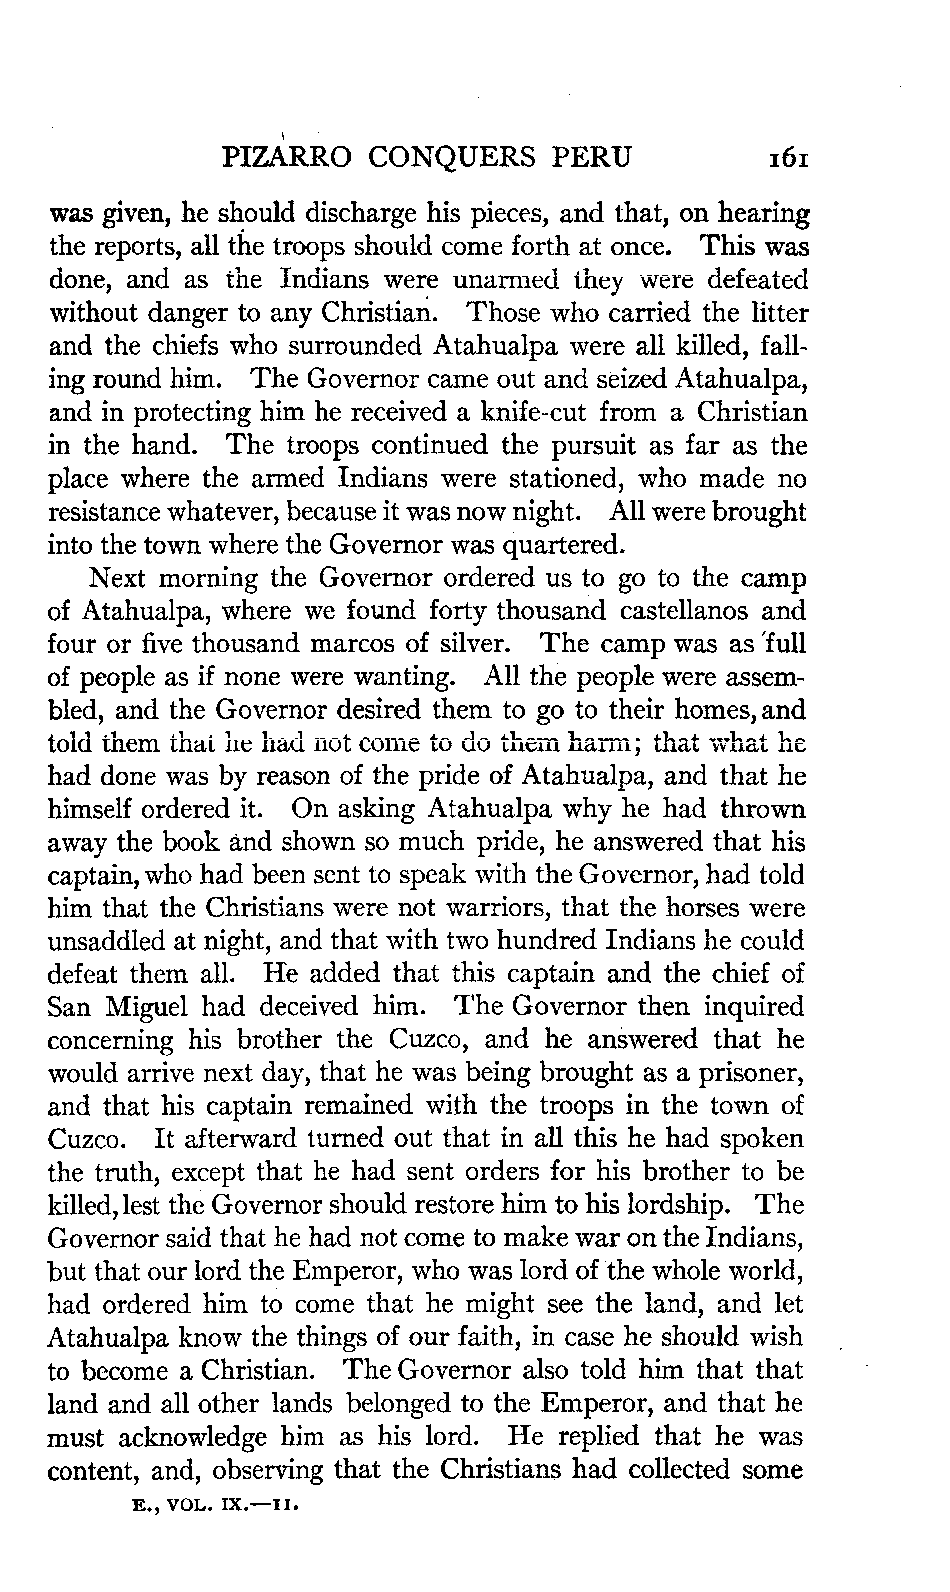 PIZARRO CONQUERS PERU 161
was given, he should discharge his pieces, and that, on hearing
the reports, all the troops should come forth at once. This was
done, and as the Indians were unarmed they were defeated
without danger to any Christian. Those who carried the litter
and the chiefs who surrounded Atahualpa were all killed, fall-
ing round him. The Governor came out and seized Atahualpa,
and in protecting him he received a knife-cut from a Christian
in the hand. The troops continued the pursuit as far as the
place where the armed Indians were stationed, who made no
resistance whatever, because it was now night. All were brought
into the town where the Governor was quartered.
Next morning the Governor ordered us to go to the camp
of Atahualpa, where we found forty thousand castellanos and
four or five thousand marcos of silver. The camp was as full
of people as if none were wanting. All the people were assem-
bled, and the Governor desired them to go to their homes, and
told them that he had not come to do them harm; that what he
had done was by reason of the pride of Atahualpa, and that he
himself ordered it. On asking Atahualpa why he had thrown
away the book and shown so much pride, he answered that his
captain, who had been sent to speak with the Governor, had told
him that the Christians were not warriors, that the horses were
unsaddled at night, and that with two hundred Indians he could
defeat them all. He added that this captain and the chief of
San Miguel had deceived him. The Governor then inquired
concerning his brother the Cuzco, and he answered that he
would arrive next day, that he was being brought as a prisoner,
and that his captain remained with the troops in the town of
Cuzco. It afterward turned out that in all this he had spoken
the truth, except that he had sent orders for his brother to be
killed, lest the Governor should restore him to his lordship. The
Governor said that he had not come to make war on the Indians,
but that our lord the Emperor, who was lord of the whole world,
had ordered him to come that he might see the land, and let
Atahualpa know the things of our faith, in case he should wish
to become a Christian. The Governor also told him that that
land and all other lands belonged to the Emperor, and that he
must acknowledge him as his lord. He replied that he was
content, and, observing that the Christians had collected some
E., VOL. IX.—11.